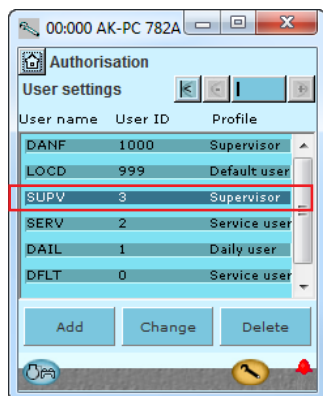 00:000 AK-PC 782A
Authorisation
User settings
User name User ID Profile
DANF 1000 Supervisor
LOCD 999 Default user
SUPV 3 Supervisor
SERV 2 Service user
DAIL 1 Daily user
DFLT 0 Service user
Add Change Delete